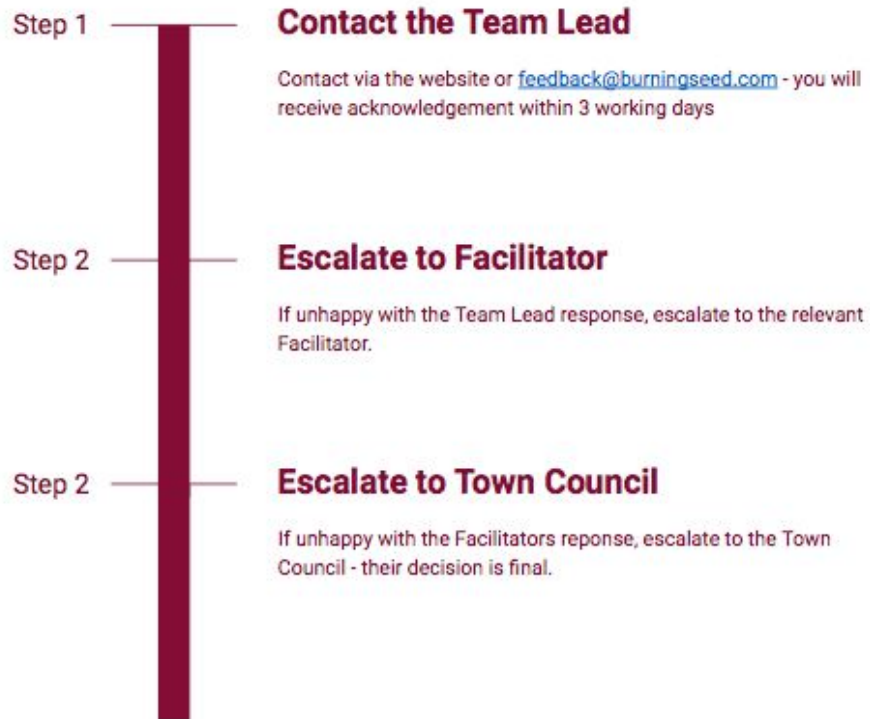 Step 1
Contact the Team Lead
Contact via the website or feedback@burningseed.com - you will
receive acknowledgement within 3 working days
Step 2
Escalate to Facilitator
If unhappy with the Team Lead response, escalate to the relevant
Facilitator.
Step 2
Escalate to Town Council
If unhappy with the Facilitators reponse, escalate to the Town
Council - their decision is final.